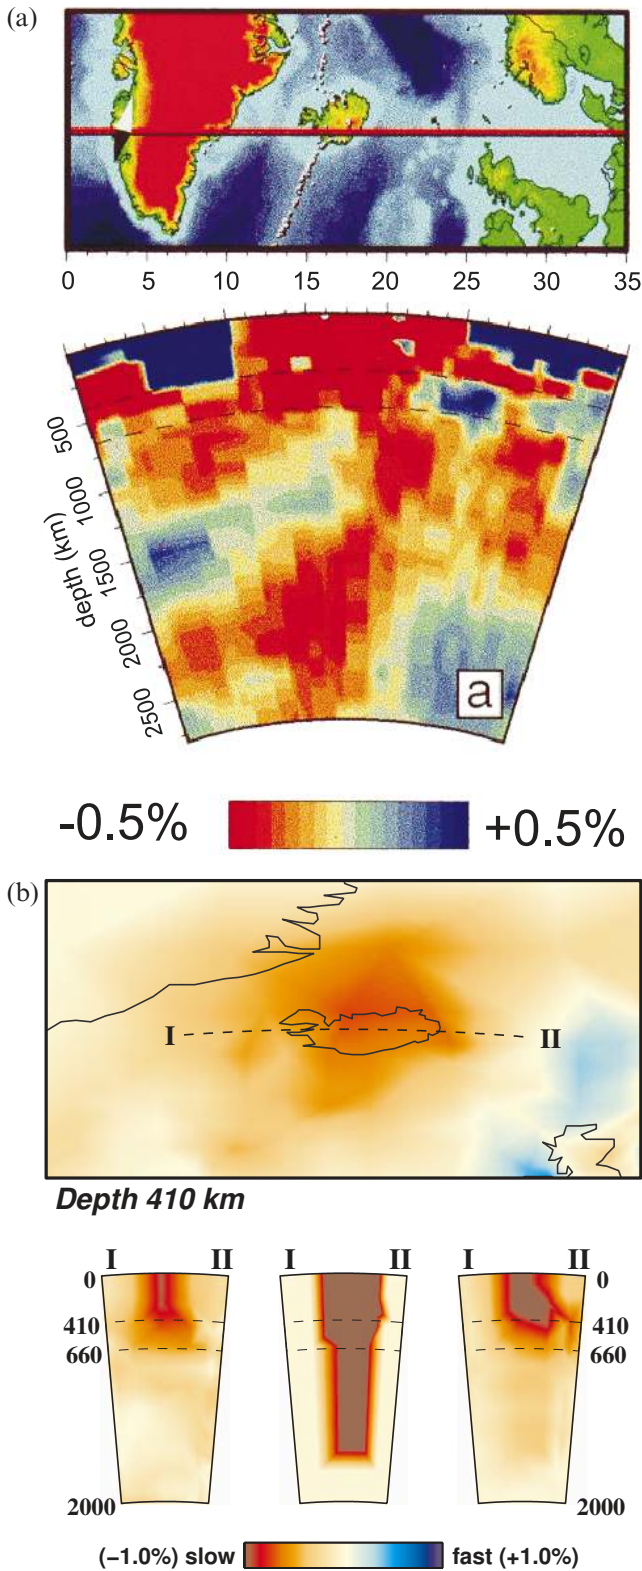 (a)
0 5 10 15 20 25 30 35
500
1000
1500
2000
2500
depth (km)
a
-0.5% +0.5%
(b)
I II
Depth 410 km
I II I II I II
0 0
410 410
660 660
2000 2000
(−1.0%) slow fast (+1.0%)